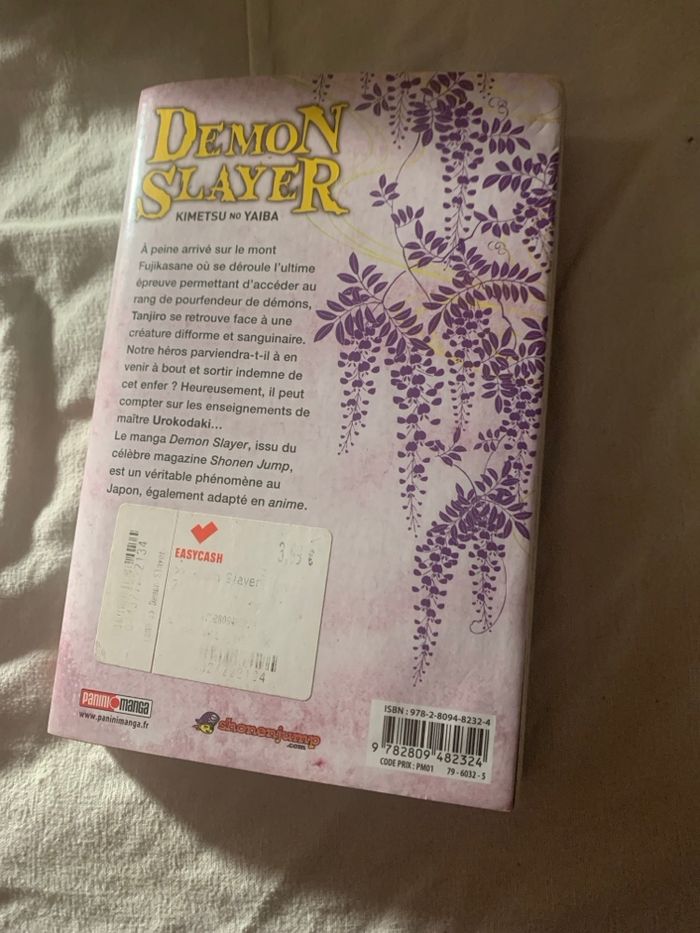 DEMON
SLAYER
KIMETSU NO YAIBA
À peine arrivé sur le mont
Fujikasane où se déroule l'ultime
épreuve permettant d'accéder au
rang de pourfendeur de démons,
Tanjiro se retrouve face à une
créature difforme et sanguinaire.
Notre héros parviendra-t-il à en
venir à bout et sortir indemne de
cet enfer ? Heureusement, il peut
compter sur les enseignements de
maître Urokodaki...
Le manga Demon Slayer, issu du
célèbre magazine Shonen Jump,
est un véritable phénomène au
Japon, également adapté en anime.
EASYCASH
Slayer
Demon Slayer
PANINI MANGA
www.paninimanga.fr
shonenjump
.com
ISBN : 978-2-8094-8232-4
9 782809 482324
CODE PRIX : PM01 79 - 6032 - 5